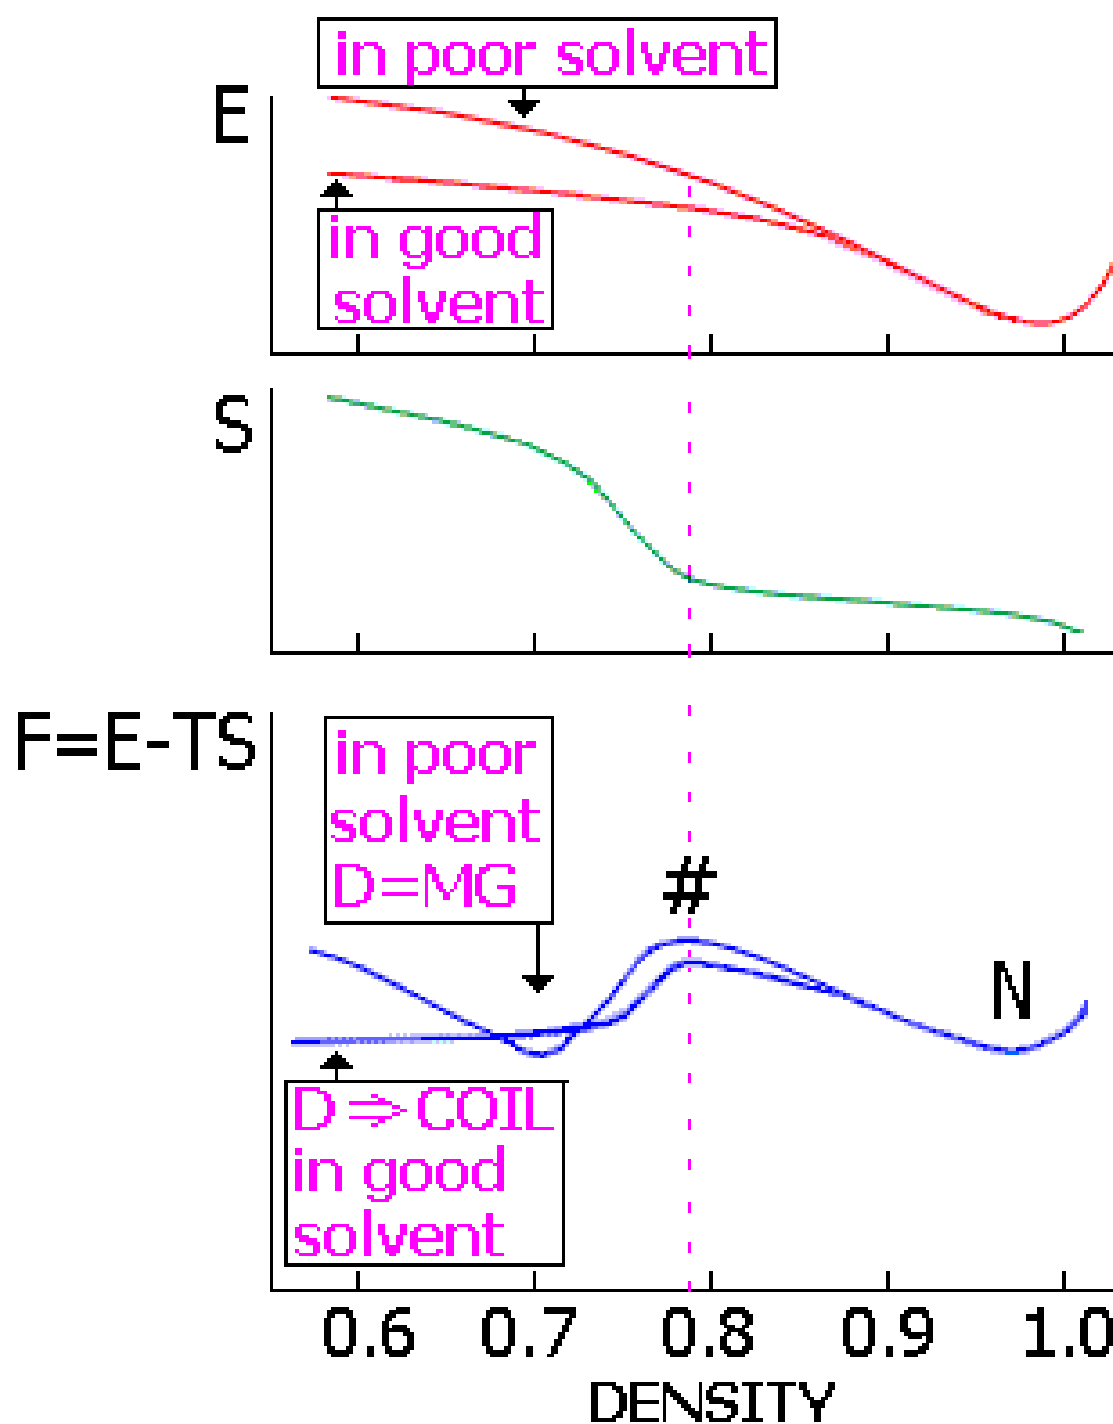 in poor solvent
E
in good
solvent
S
F=E-TS
in poor
solvent
D=MG
#
N
D⇒COIL
in good
solvent
0.6 0.7 0.8 0.9 1.0
DENSITY